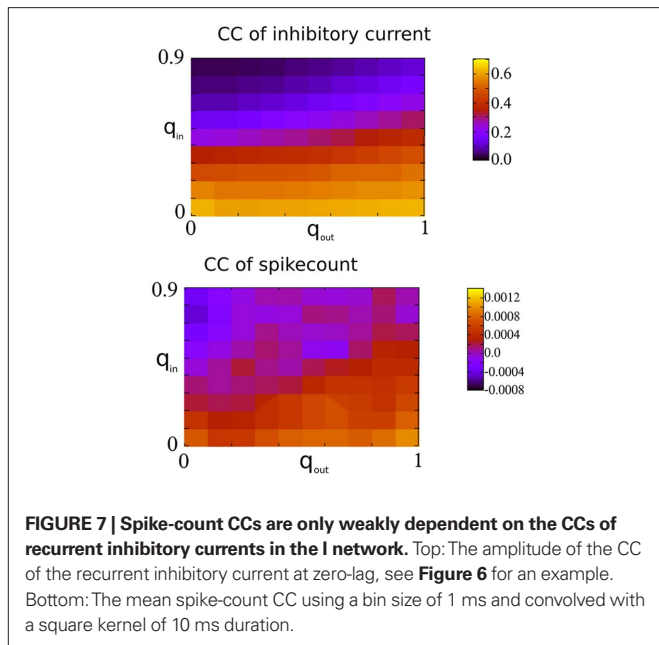 CC of inhibitory current
0.9
q_in
0
0
q_out
1
0.6
0.4
0.2
0.0
CC of spikecount
0.9
q_in
0
0
q_out
1
0.0012
0.0008
0.0004
0.0
-0.0004
-0.0008
FIGURE 7 | Spike-count CCs are only weakly dependent on the CCs of
recurrent inhibitory currents in the I network. Top: The amplitude of the CC
of the recurrent inhibitory current at zero-lag, see Figure 6 for an example.
Bottom: The mean spike-count CC using a bin size of 1 ms and convolved with
a square kernel of 10 ms duration.